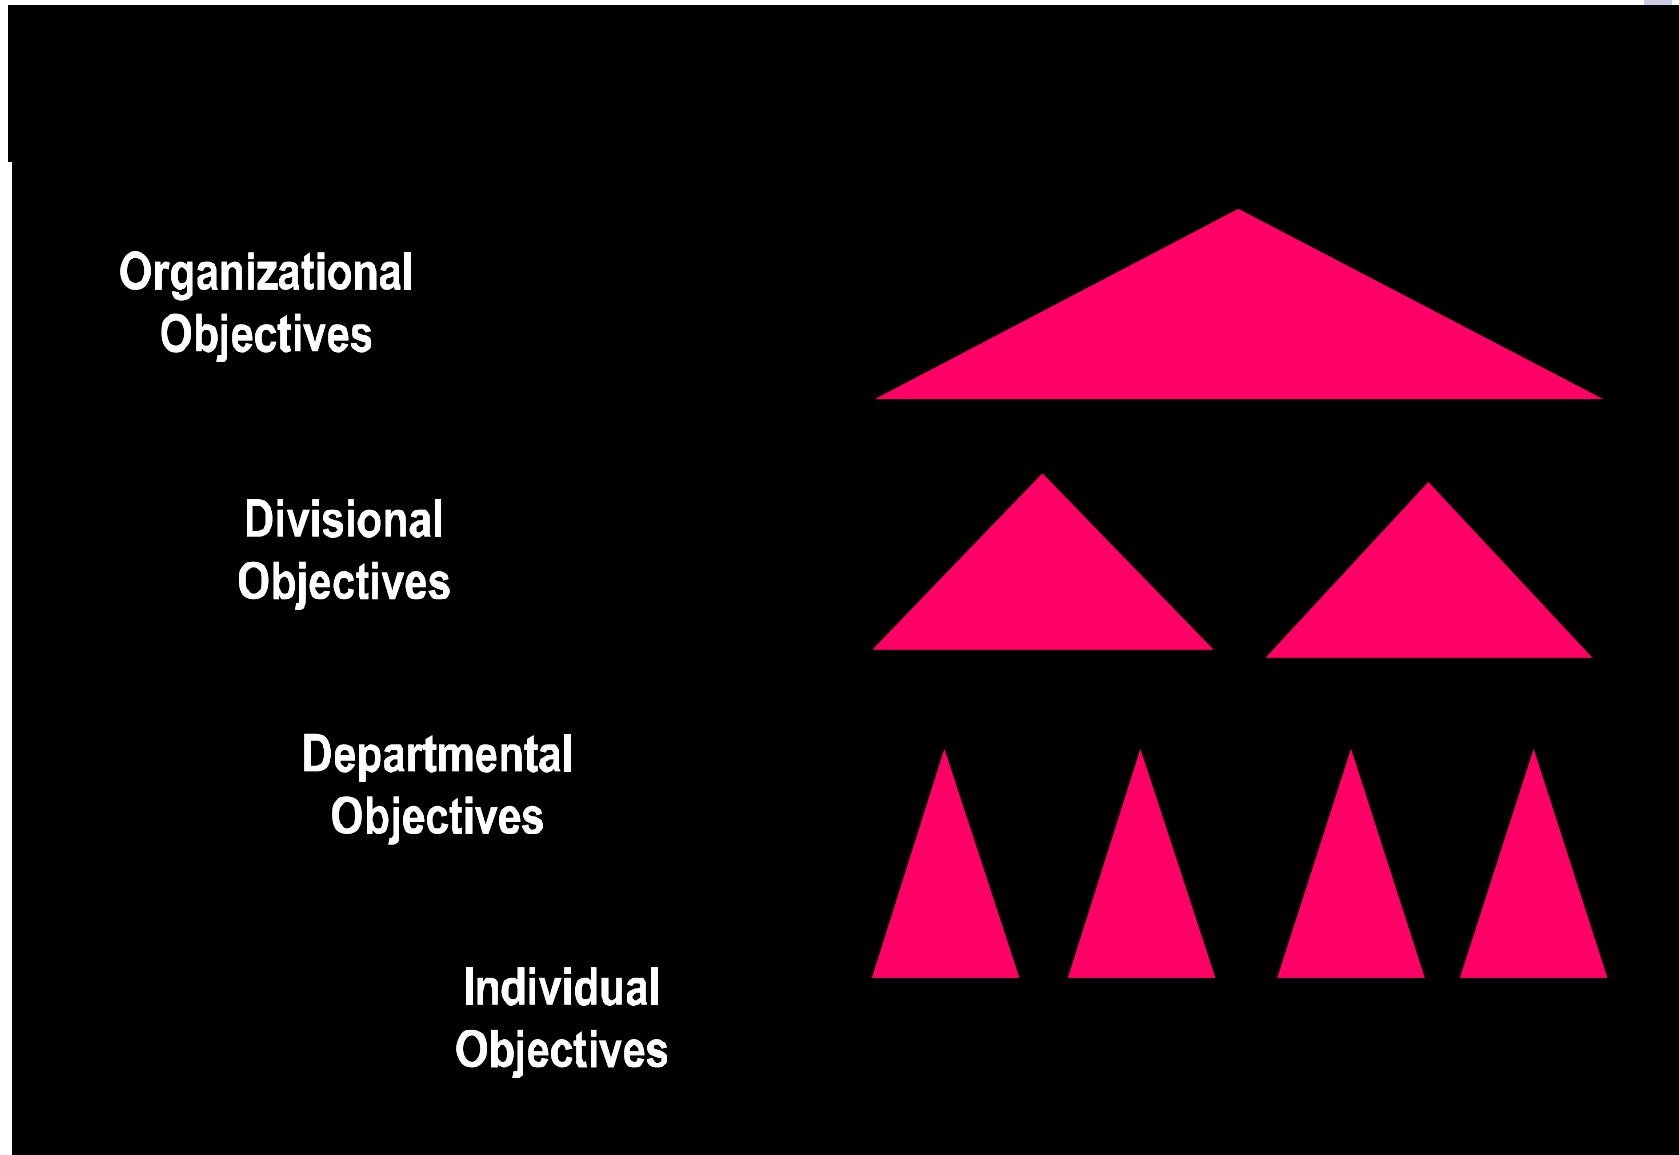 Organizational
Objectives
Divisional
Objectives
Departmental
Objectives
Individual
Objectives